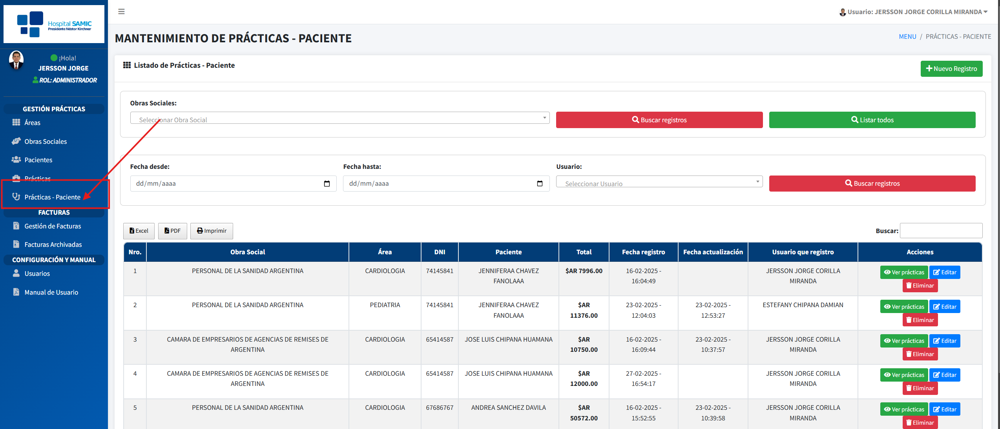 Hospital SAMIC
Presidente Néstor Kirchner
¡Hola!
JERSSON JORGE
ROL: ADMINISTRADOR
GESTIÓN PRÁCTICAS
Áreas
Obras Sociales
Pacientes
Prácticas
Prácticas - Paciente
FACTURAS
Gestión de Facturas
Facturas Archivadas
CONFIGURACIÓN Y MANUAL
Usuarios
Manual de Usuario
Usuario: JERSSON JORGE CORILLA MIRANDA
MANTENIMIENTO DE PRÁCTICAS - PACIENTE
MENU / PRÁCTICAS - PACIENTE
Listado de Prácticas - Paciente
Nuevo Registro
Obras Sociales:
Seleccionar Obra Social
Buscar registros
Listar todos
Fecha desde:
dd/mm/aaaa
Fecha hasta:
dd/mm/aaaa
Usuario:
Seleccionar Usuario
Buscar registros
Excel
PDF
Imprimir
Buscar:
Nro. Obra Social Área DNI Paciente Total Fecha registro Fecha actualización Usuario que registro Acciones
1 PERSONAL DE LA SANIDAD ARGENTINA CARDIOLOGIA 74145841 JENNIFERAA CHAVEZ $AR 7996.00 16-02-2025 - JERSSON JORGE CORILLA Ver prácticas Editar
FANOLAAA 16:04:49 MIRANDA Eliminar
2 PERSONAL DE LA SANIDAD ARGENTINA PEDIATRIA 74145841 JENNIFERAA CHAVEZ $AR 23-02-2025 - 23-02-2025 - ESTEFANY CHIPANA DAMIAN Ver prácticas Editar
FANOLAAA 11376.00 12:04:03 12:53:27 Eliminar
3 CAMARA DE EMPRESARIOS DE AGENCIAS DE REMISES DE CARDIOLOGIA 65414587 JOSE LUIS CHIPANA HUAMANA $AR 16-02-2025 - 23-02-2025 - JERSSON JORGE CORILLA Ver prácticas Editar
ARGENTINA 10750.00 16:09:44 10:37:57 MIRANDA Eliminar
4 CAMARA DE EMPRESARIOS DE AGENCIAS DE REMISES DE CARDIOLOGIA 65414587 JOSE LUIS CHIPANA HUAMANA $AR 27-02-2025 - JERSSON JORGE CORILLA Ver prácticas Editar
ARGENTINA 12000.00 16:54:17 MIRANDA Eliminar
5 PERSONAL DE LA SANIDAD ARGENTINA CARDIOLOGIA 67686767 ANDREA SANCHEZ DAVILA $AR 16-02-2025 - 23-02-2025 - JERSSON JORGE CORILLA Ver prácticas Editar
50572.00 15:52:55 10:39:58 MIRANDA Eliminar